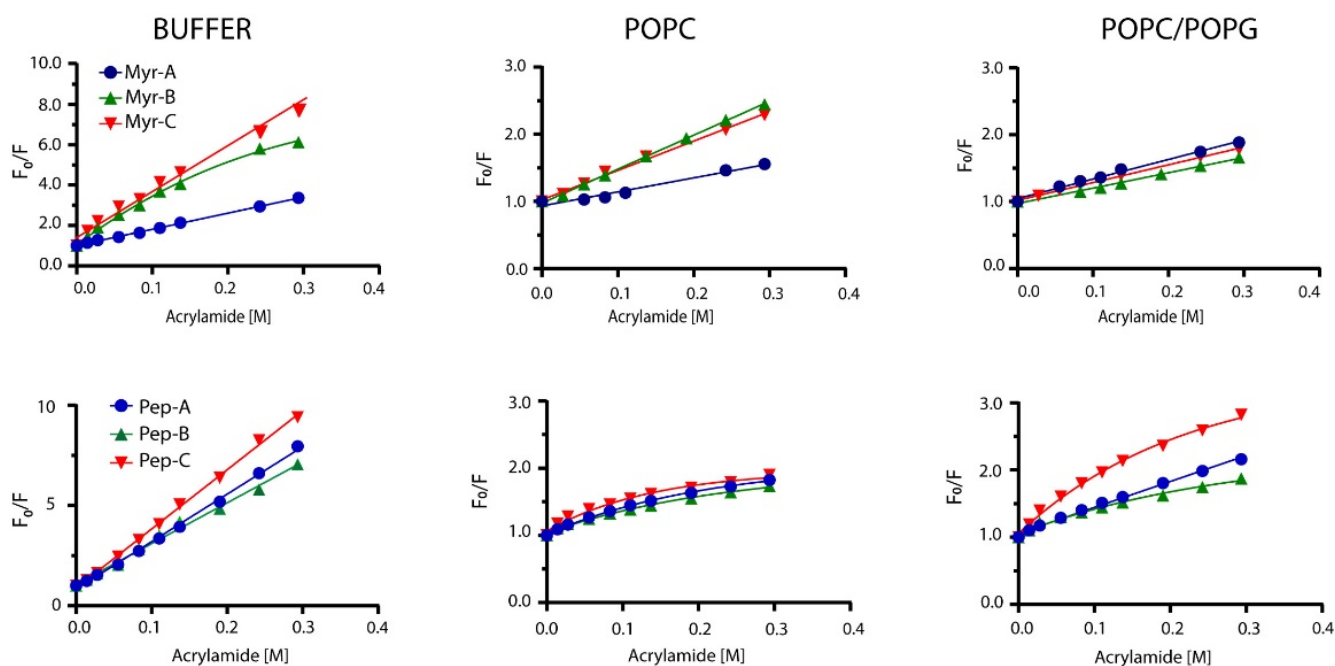 BUFFER
POPC
POPC/POPG
10.0
8.0
6.0
4.0
2.0
0.0
F₀/F
Myr-A
Myr-B
Myr-C
0.0 0.1 0.2 0.3 0.4
Acrylamide [M]
3.0
2.0
1.0
0.0
F₀/F
0.0 0.1 0.2 0.3 0.4
Acrylamide [M]
3.0
2.0
1.0
0.0
F₀/F
0.0 0.1 0.2 0.3 0.4
Acrylamide [M]
10
5
0
F₀/F
Pep-A
Pep-B
Pep-C
0.0 0.1 0.2 0.3 0.4
Acrylamide [M]
3.0
2.0
1.0
0.0
F₀/F
0.0 0.1 0.2 0.3 0.4
Acrylamide [M]
3.0
2.0
1.0
0.0
F₀/F
0.0 0.1 0.2 0.3 0.4
Acrylamide [M]